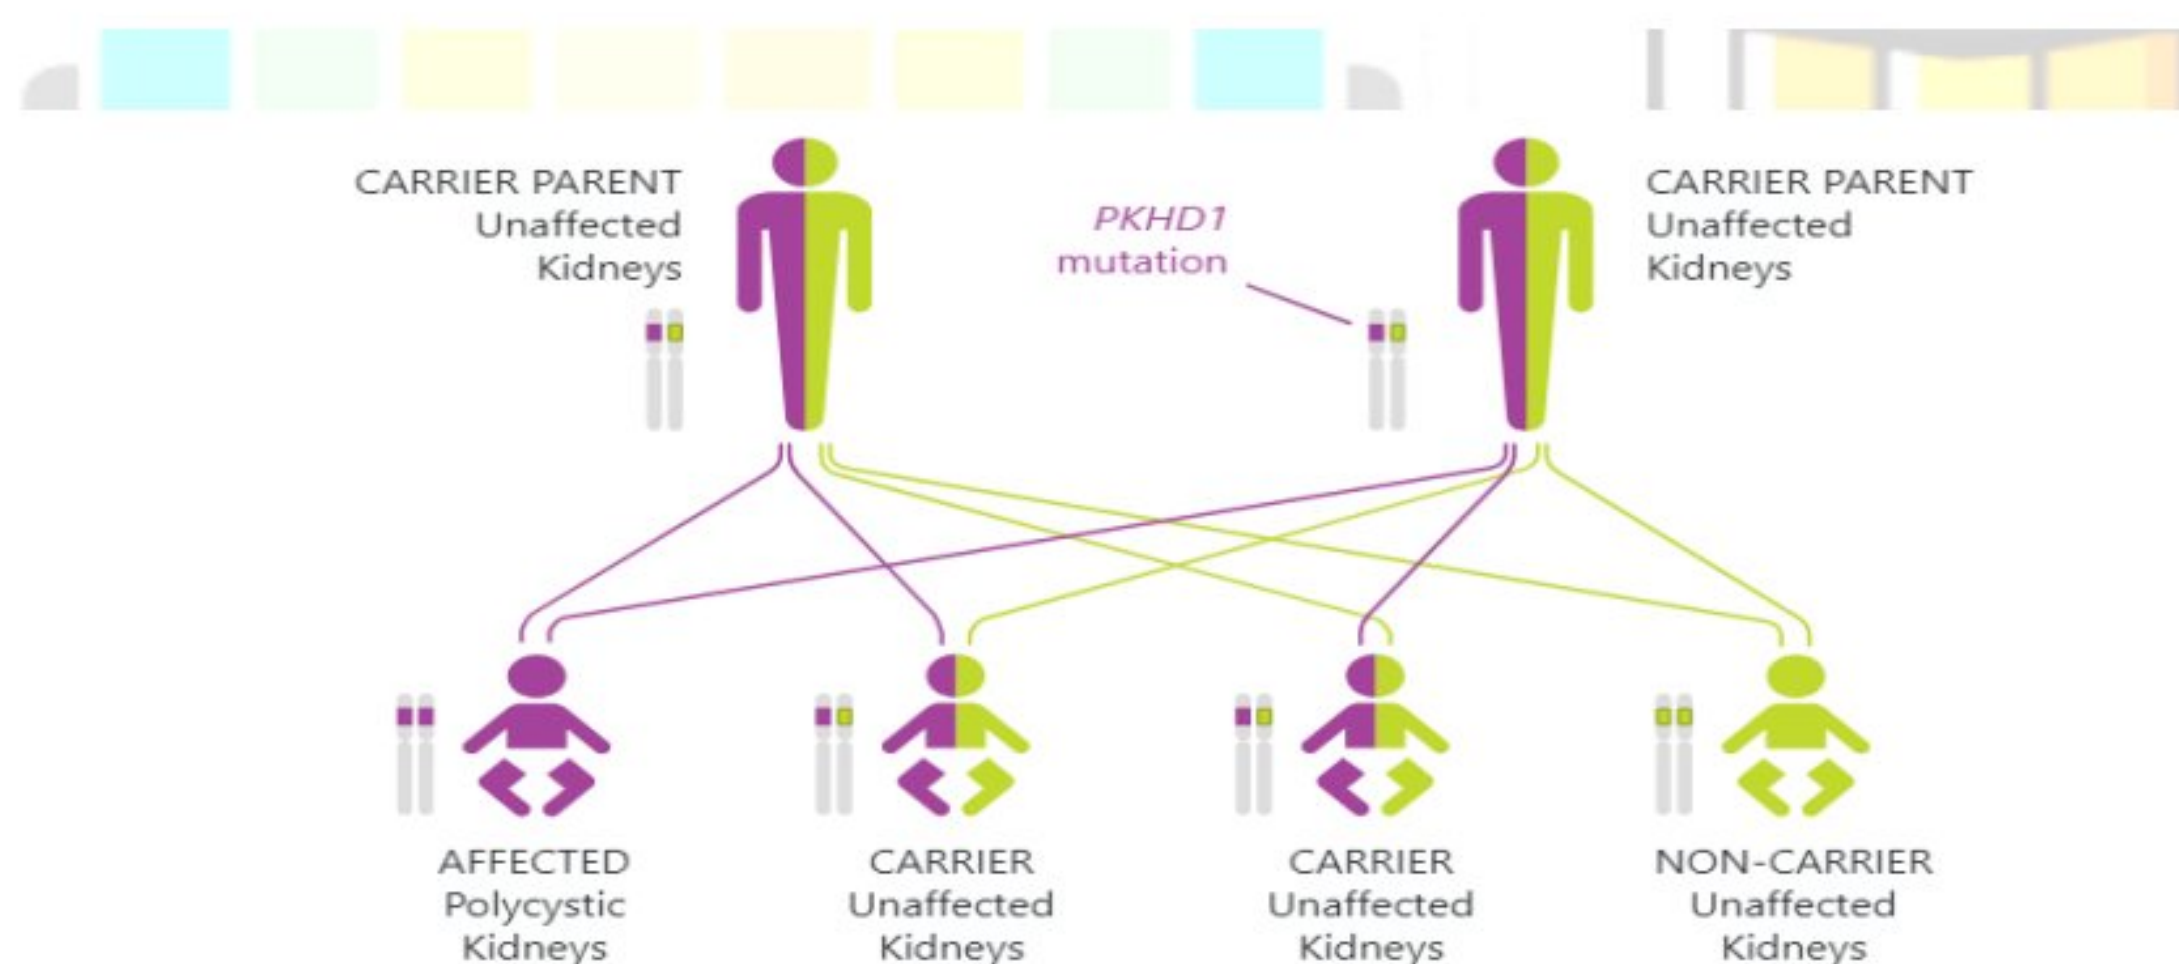 CARRIER PARENT
Unaffected
Kidneys
PKHD1
mutation
CARRIER PARENT
Unaffected
Kidneys
AFFECTED
Polycystic
Kidneys
CARRIER
Unaffected
Kidneys
CARRIER
Unaffected
Kidneys
NON-CARRIER
Unaffected
Kidneys